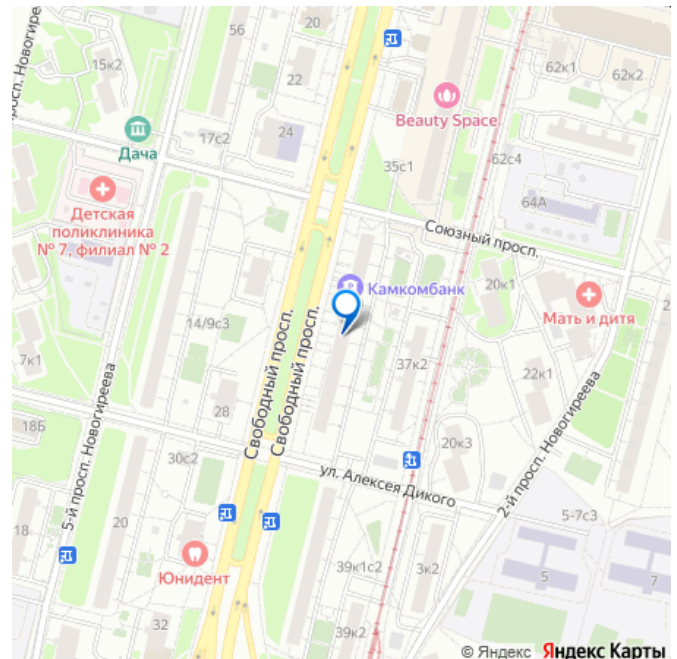 20
56
15к2
22
62к1
62к2
Beauty Space
24
17с2
Дача
35с1
62с4
64А
Детская
поликлиника
№ 7, филиал № 2
Союзный просп.
Камкомбанк
20к1
Мать и дитя
2
14/9с3
7к1
37к2
22к1
Свободный просп.
Свободный просп.
5-й просп. Новогиреева
2-й просп. Новогиреева
28
18Б
20к3
30с2
ул. Алексея Дикого
18
20
5-7с3
Юнидент
39к1с2
3к2
5
7
32
39к2
© Яндекс Яндекс Карты